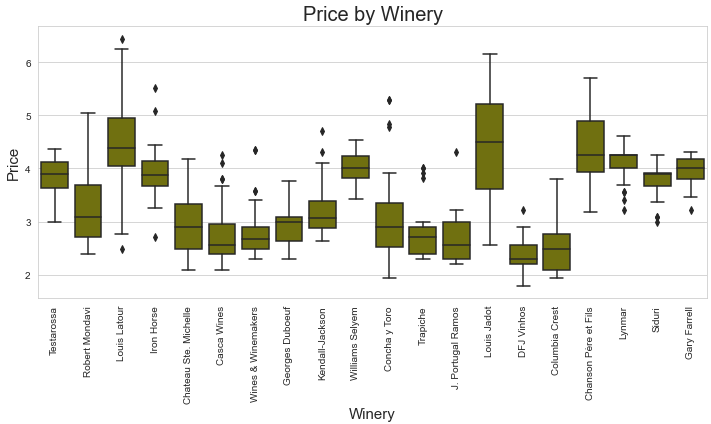 Price by Winery
Price
6
5
4
3
2
Testarossa
Robert Mondavi
Louis Latour
Iron Horse
Chateau Ste. Michelle
Casca Wines
Wines & Winemakers
Georges Duboeuf
Kendall-Jackson
Williams Selyem
Concha y Toro
Trapiche
J. Portugal Ramos
Louis Jadot
DFJ Vinhos
Columbia Crest
Chanson Père et Fils
Lynmar
Siduri
Gary Farrell
Winery